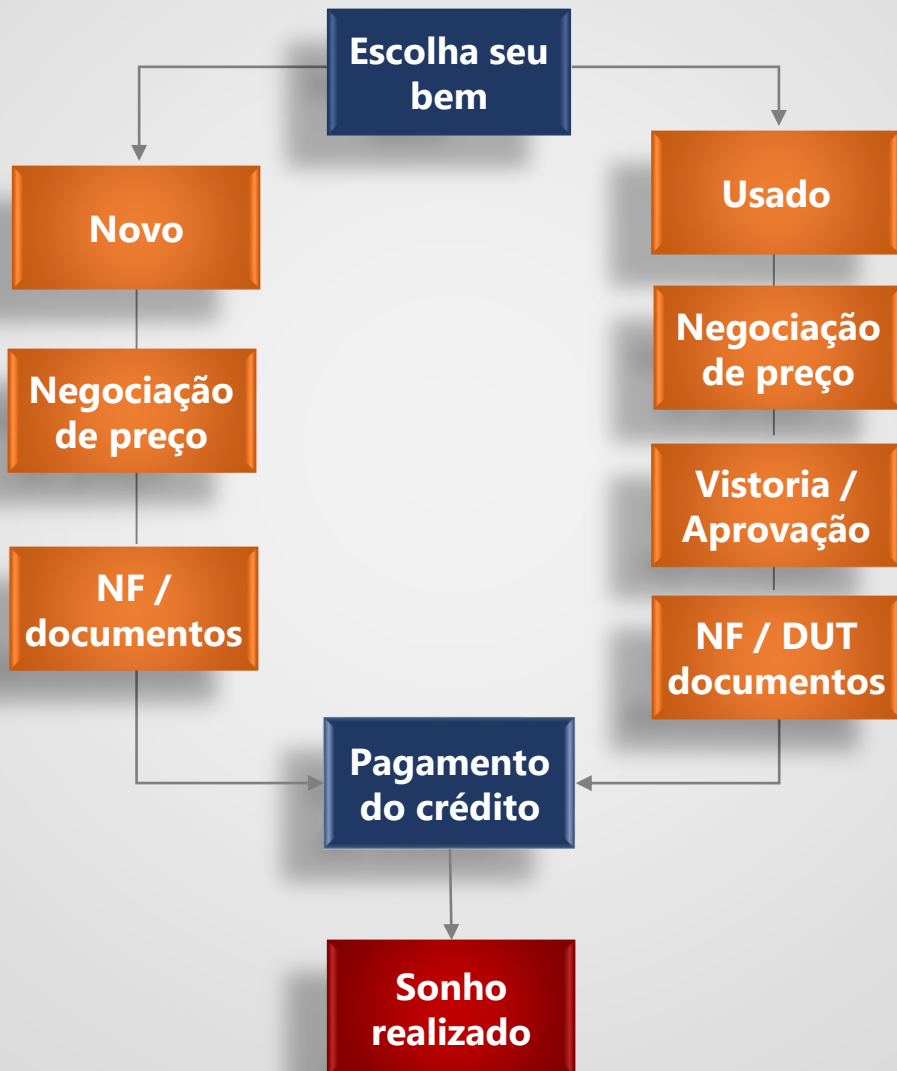 Escolha seu
bem
Novo
Negociação
de preço
NF /
documentos
Usado
Negociação
de preço
Vistoria /
Aprovação
NF / DUT
documentos
Pagamento
do crédito
Sonho
realizado